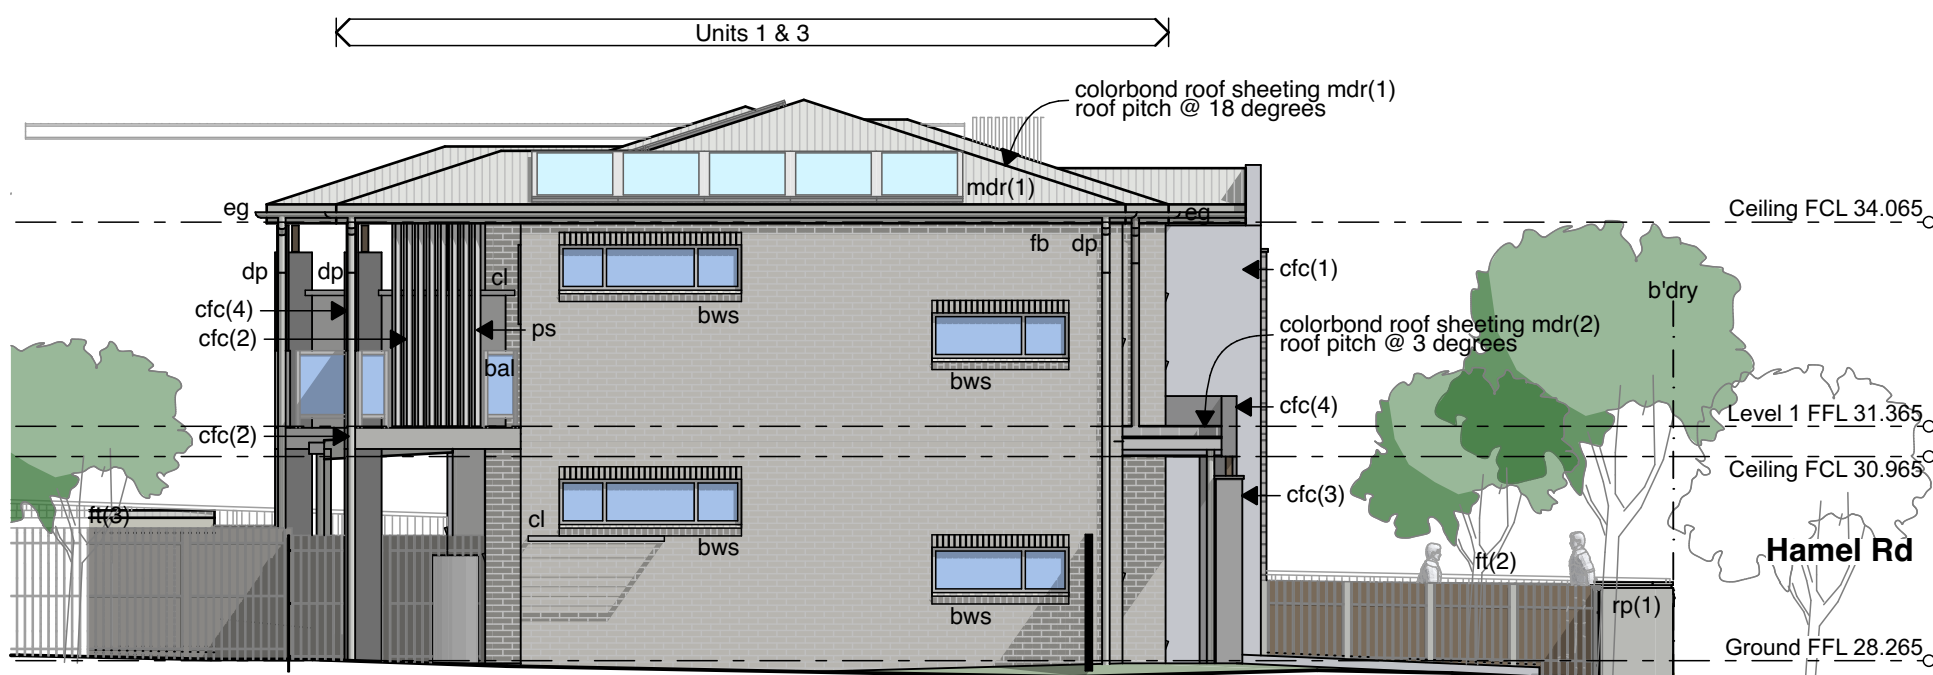 Units 1 & 3
colorbond roof sheeting mdr(1)
roof pitch @ 18 degrees
mdr(1)
eg
eg
Ceiling FCL 34.065
fb dp
dp
dp
cl
cfc(1)
b'dry
cfc(4)
bws
ps
cfc(2)
colorbond roof sheeting mdr(2)
roof pitch @ 3 degrees
bal
bws
cfc(4)
Level 1 FFL 31.365
cfc(2)
Ceiling FCL 30.965
cfc(3)
ft(3)
cl
bws
Hamel Rd
ft(2)
rp(1)
bws
Ground FFL 28.265